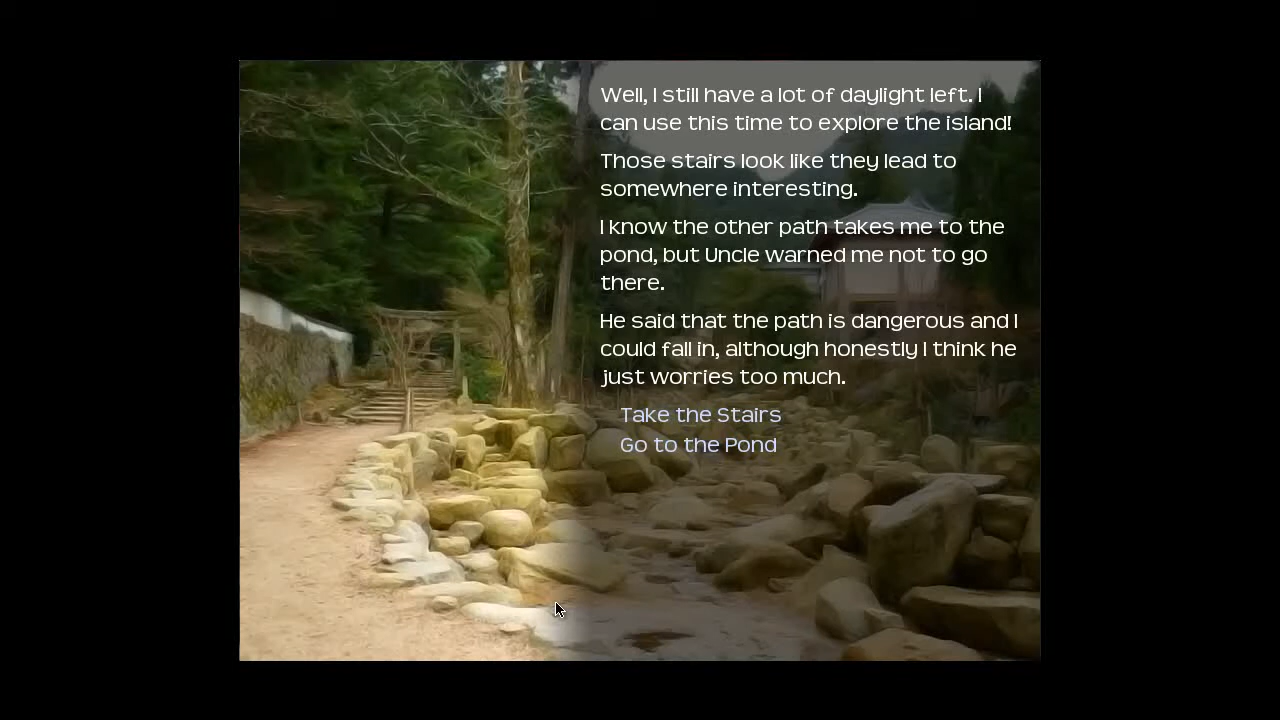 Well, I still have a lot of daylight left. I
can use this time to explore the island!
Those stairs look like they lead to
somewhere interesting.
I know the other path takes me to the
pond, but Uncle warned me not to go
there.
He said that the path is dangerous and I
could fall in, although honestly I think he
just worries too much.
Take the Stairs
Go to the Pond